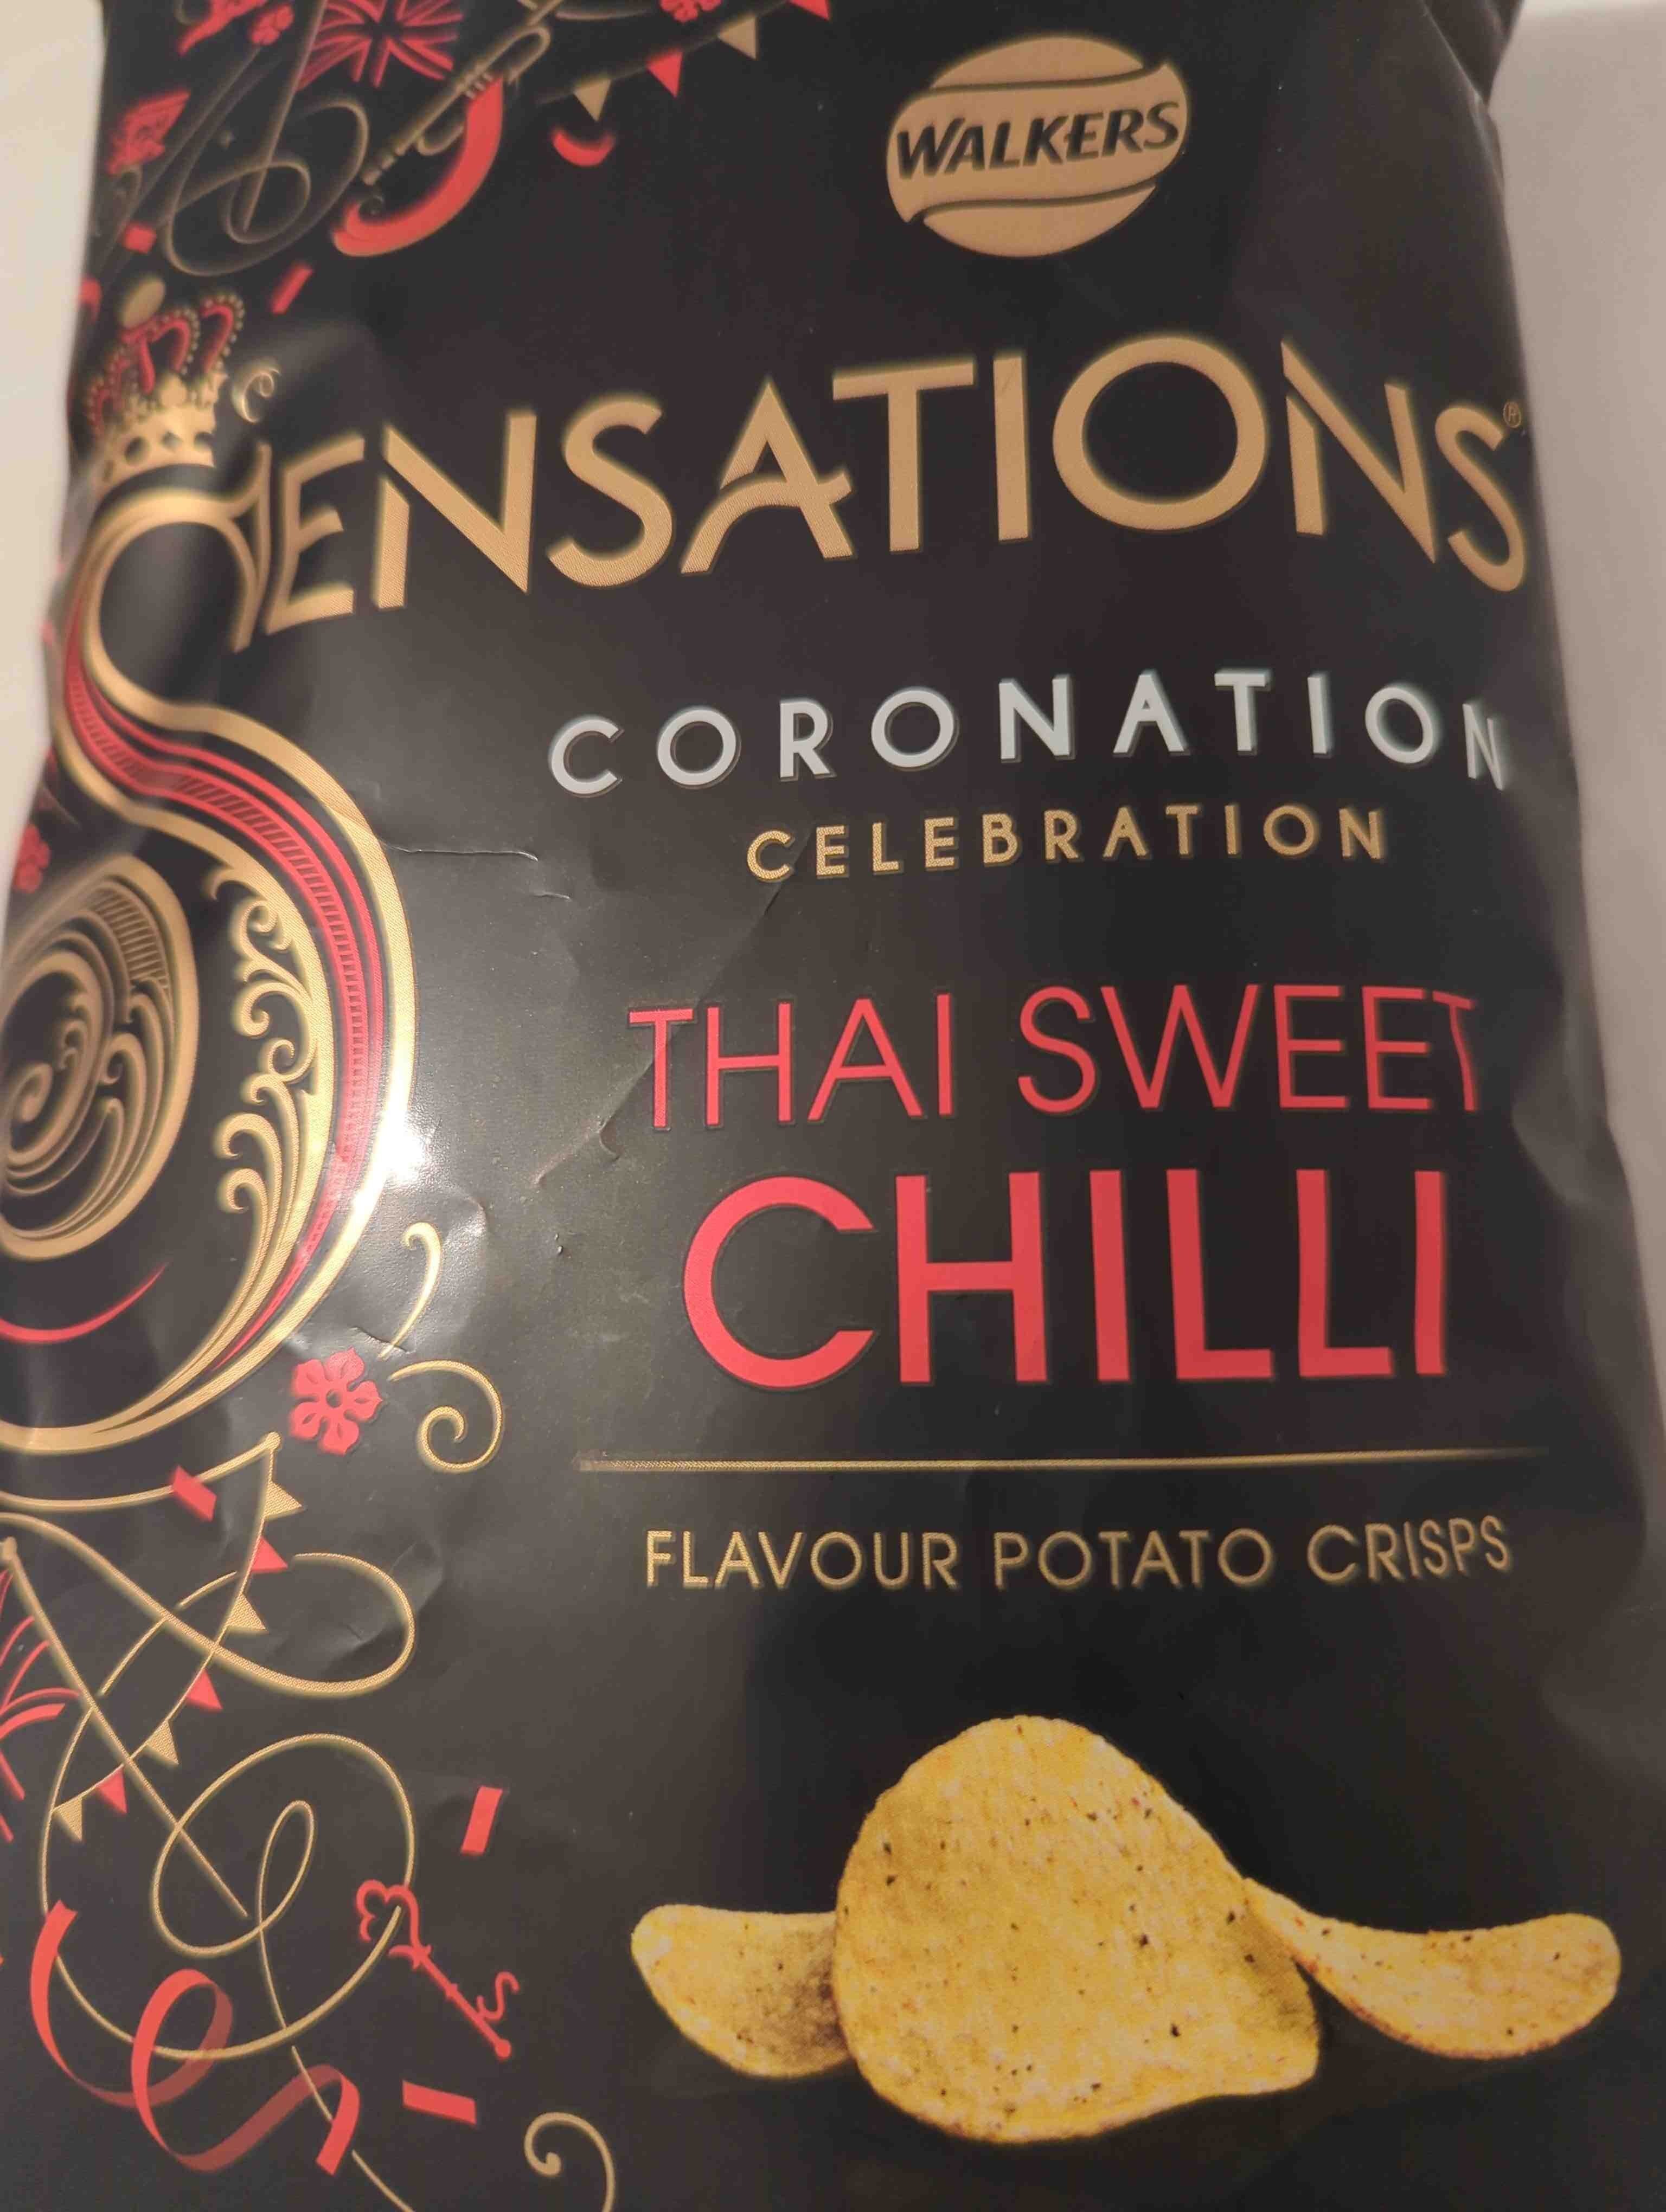 WALKERS
SENSATIONS®
CORONATION
CELEBRATION
THAI SWEET
CHILLI
FLAVOUR POTATO CRISPS